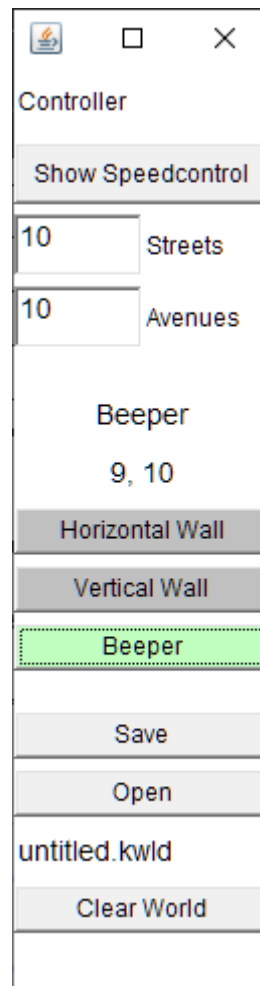 Controller
Show Speedcontrol
10 Streets
10 Avenues
Beeper
9, 10
Horizontal Wall
Vertical Wall
Beeper
Save
Open
untitled.kwld
Clear World